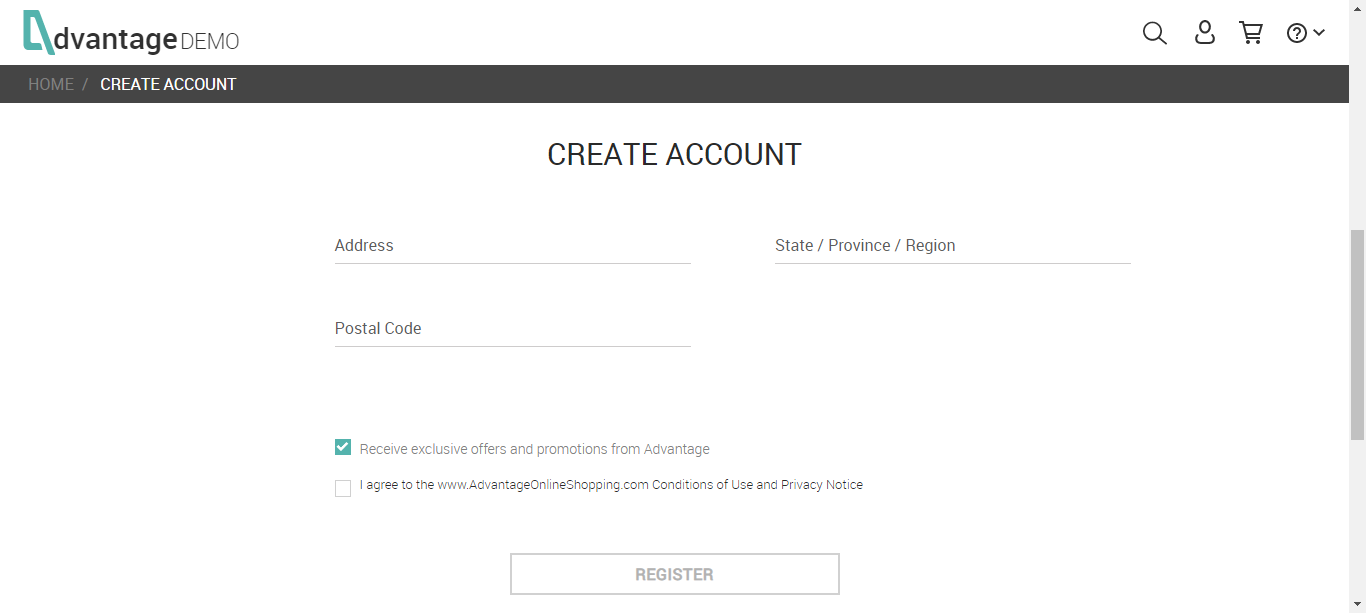 dvantage DEMO
HOME / CREATE ACCOUNT
CREATE ACCOUNT
Address
State / Province / Region
Postal Code
Receive exclusive offers and promotions from Advantage
I agree to the www.AdvantageOnlineShopping.com Conditions of Use and Privacy Notice
REGISTER